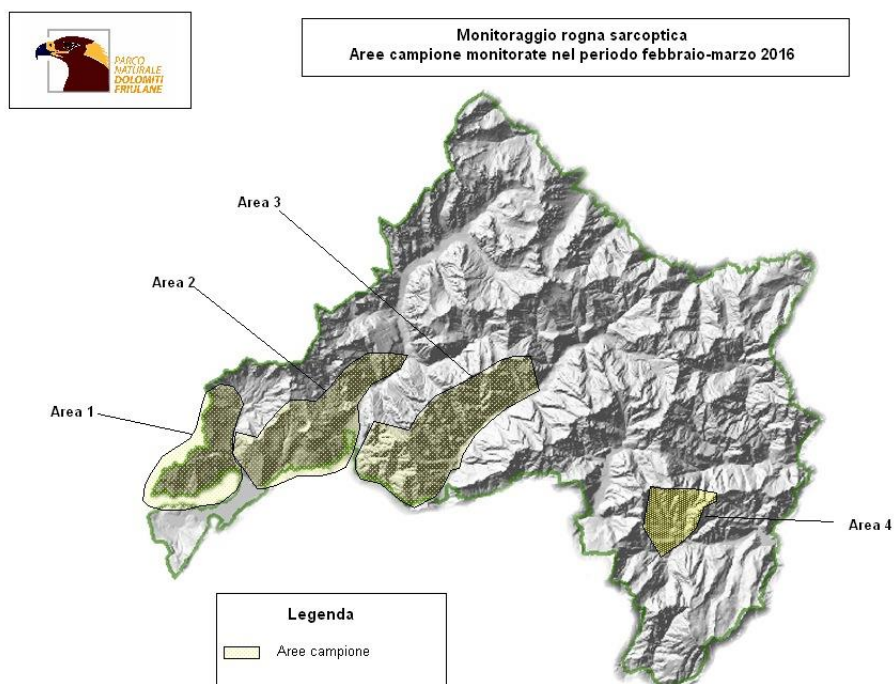 PARCO
NATURALE
DOLOMITI
FRIULANE
Monitoraggio rogna sarcoptica
Aree campione monitorate nel periodo febbraio-marzo 2016
Area 3
Area 2
Area 1
Area 4
Legenda
Aree campione